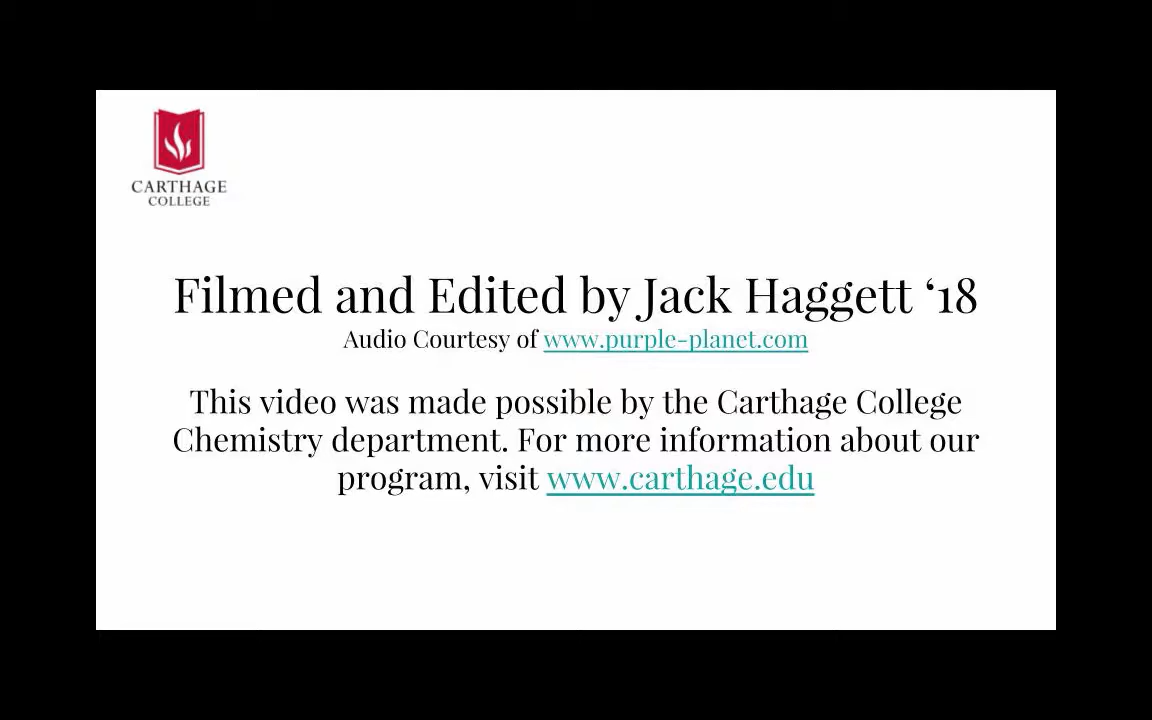 CARTHAGE
COLLEGE
Filmed and Edited by Jack Haggett ‘18
Audio Courtesy of www.purple-planet.com
This video was made possible by the Carthage College
Chemistry department. For more information about our
program, visit www.carthage.edu